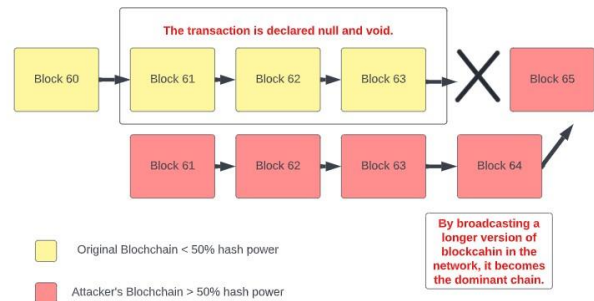 The transaction is declared null and void.
Block 60
Block 61
Block 62
Block 63
Block 65
Block 61
Block 62
Block 63
Block 64
Original Blochchain < 50% hash power
Attacker's Blochchain > 50% hash power
By broadcasting a
longer version of
blockcahin in the
network, it becomes
the dominant chain.